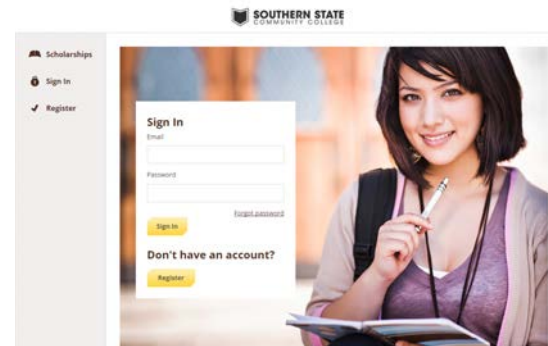 SOUTHERN STATE
COMMUNITY COLLEGE
Scholarships
Sign In
Register
Sign In
Email
Password
Forgot password
Sign In
Don't have an account?
Register